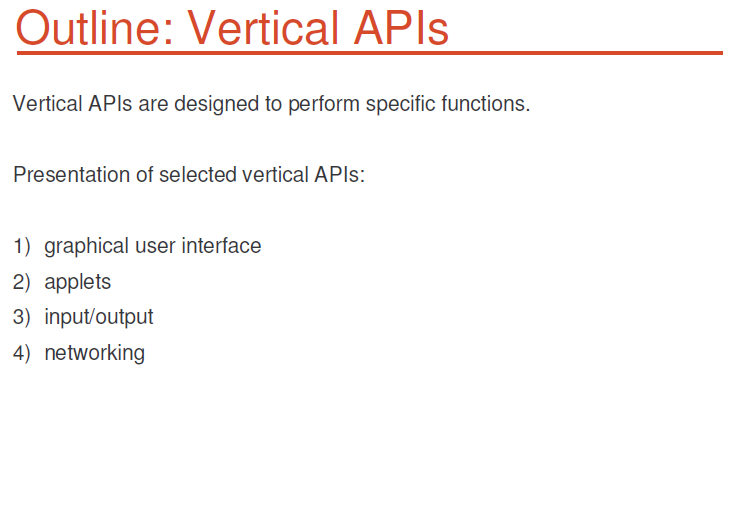 Outline: Vertical APIs
Vertical APIs are designed to perform specific functions.
Presentation of selected vertical APIs:
1) graphical user interface
2) applets
3) input/output
4) networking